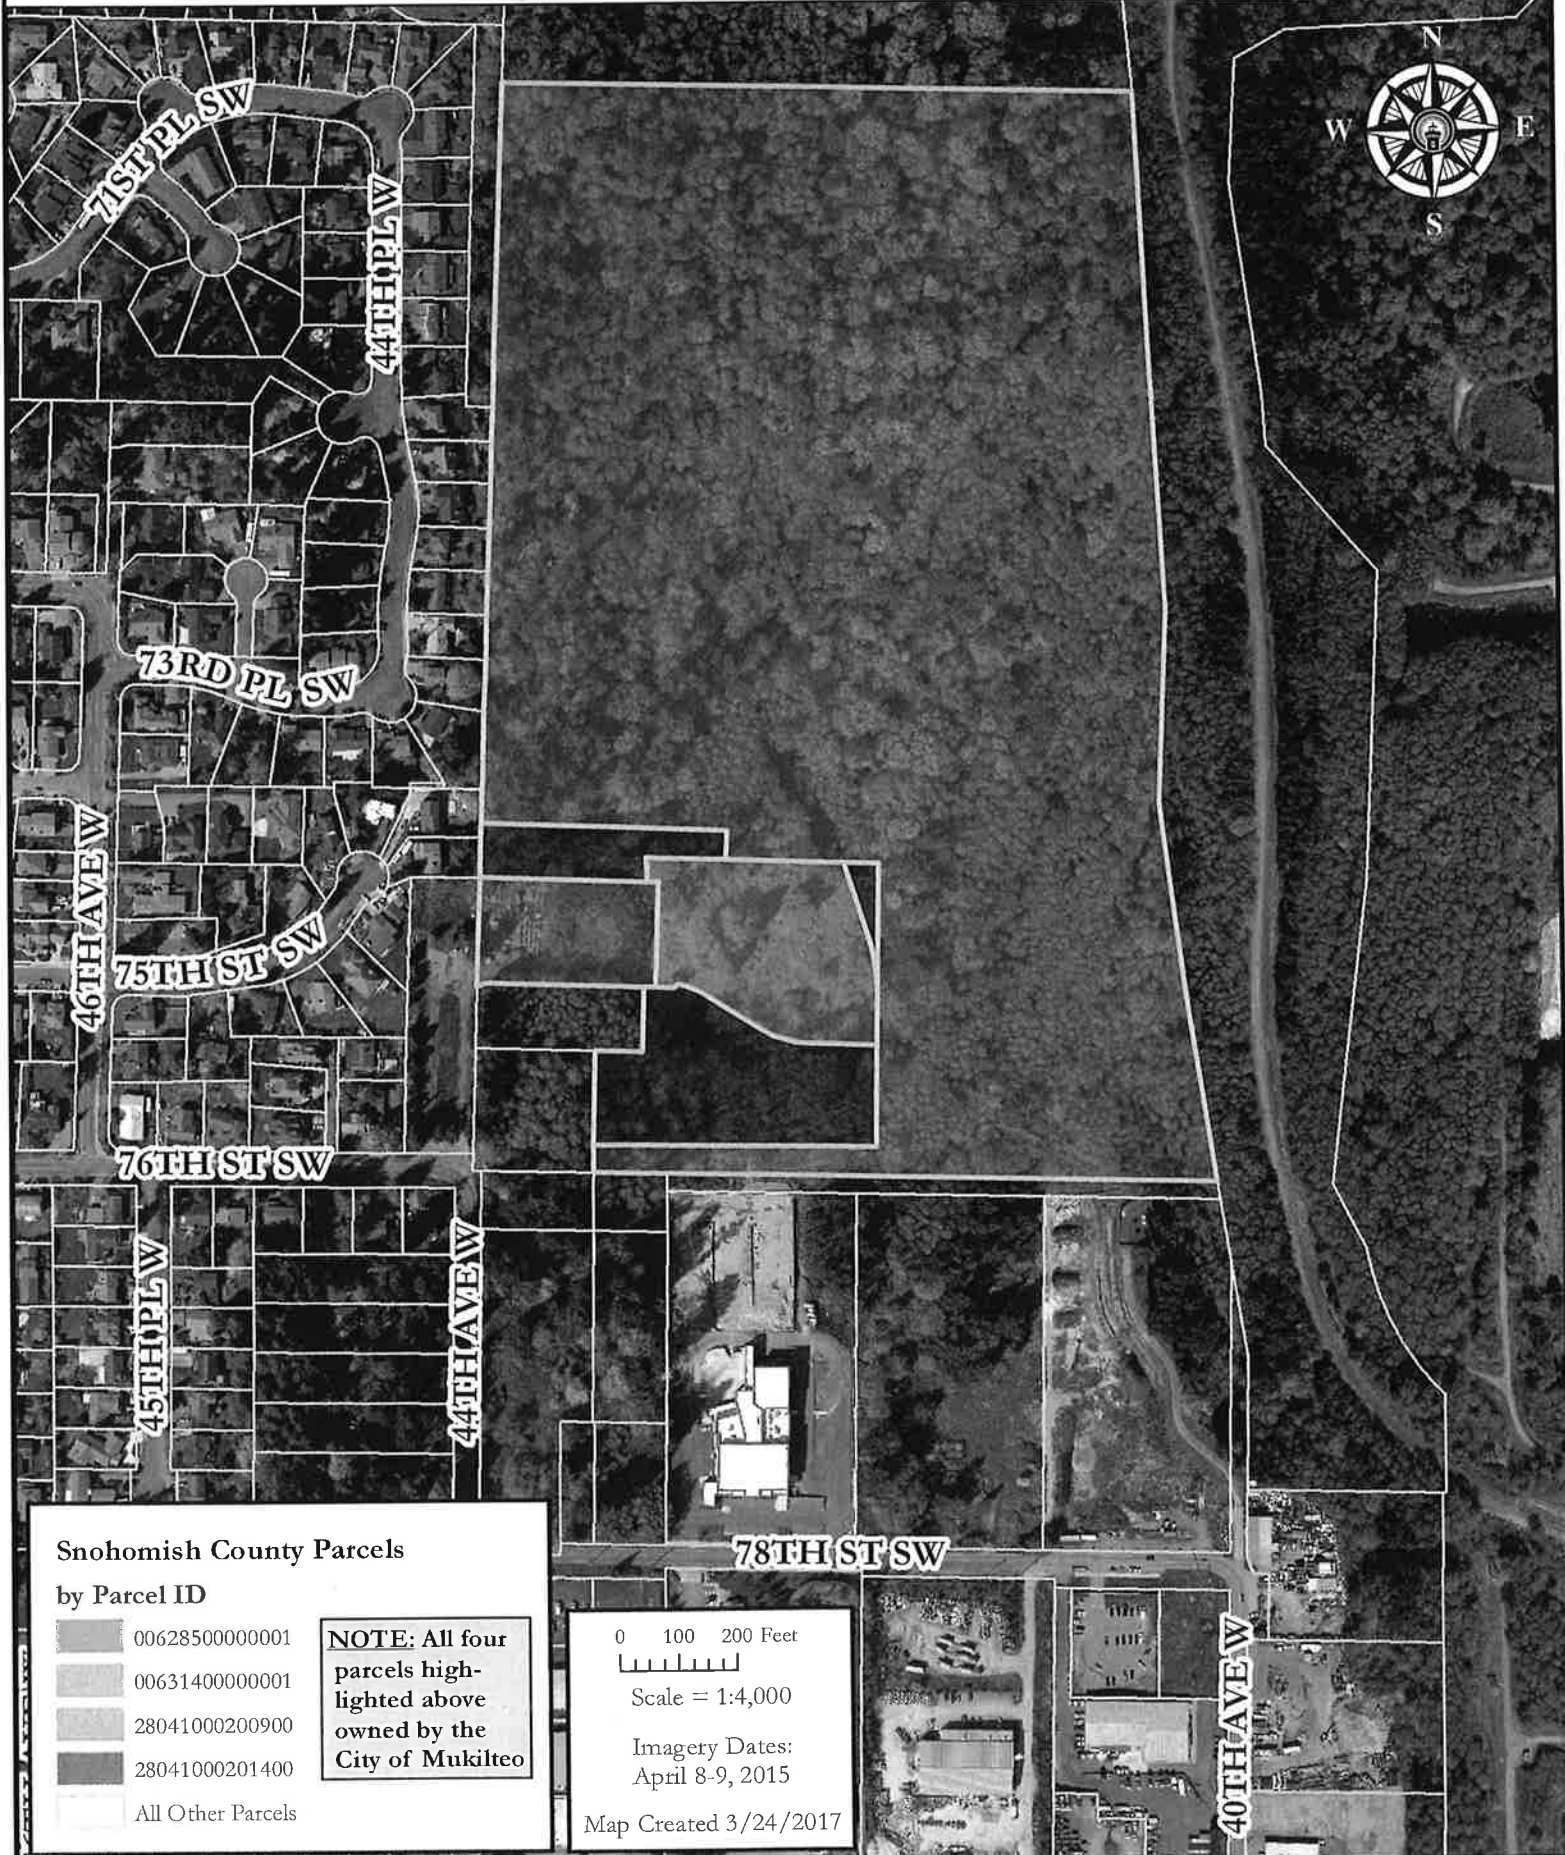 N
W
E
S
71ST PL SW
44TH PL W
73RD PL SW
46TH AVE W
75TH ST SW
76TH ST SW
45TH PL W
44TH AVE W
78TH ST SW
40TH AVE W
Snohomish County Parcels
by Parcel ID
00628500000001
00631400000001
28041000200900
28041000201400
All Other Parcels
NOTE: All four
parcels high-
lighted above
owned by the
City of Mukilteo
0 100 200 Feet
Scale = 1:4,000
Imagery Dates:
April 8-9, 2015
Map Created 3/24/2017